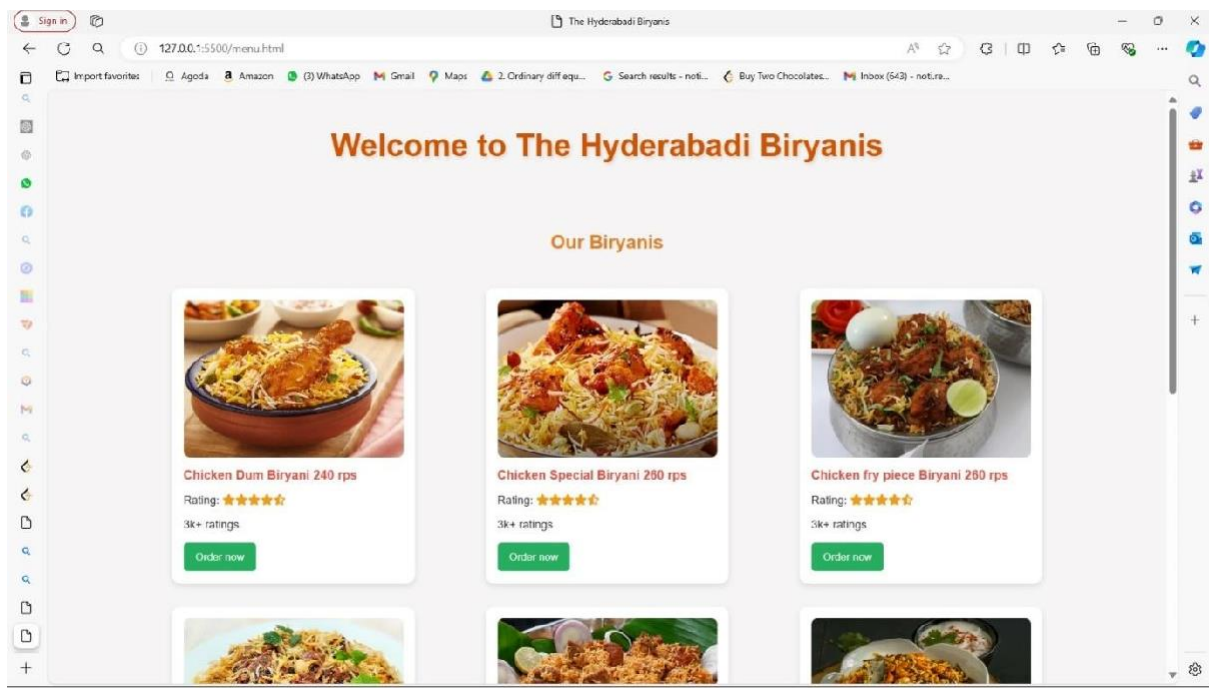 Sign in
The Hyderabadi Biryanis
127.0.0.1:5500/menu.html
Import favorites Agoda Amazon (3) WhatsApp Gmail Maps 2. Ordinary diff equ... Search results - noti... Buy Two Chocolates... Inbox (643) - noti.re...
Welcome to The Hyderabadi Biryanis
Our Biryanis
Chicken Dum Biryani 240 rps
Rating:
3k+ ratings
Order now
Chicken Special Biryani 260 rps
Rating:
3k+ ratings
Order now
Chicken fry piece Biryani 260 rps
Rating:
3k+ ratings
Order now